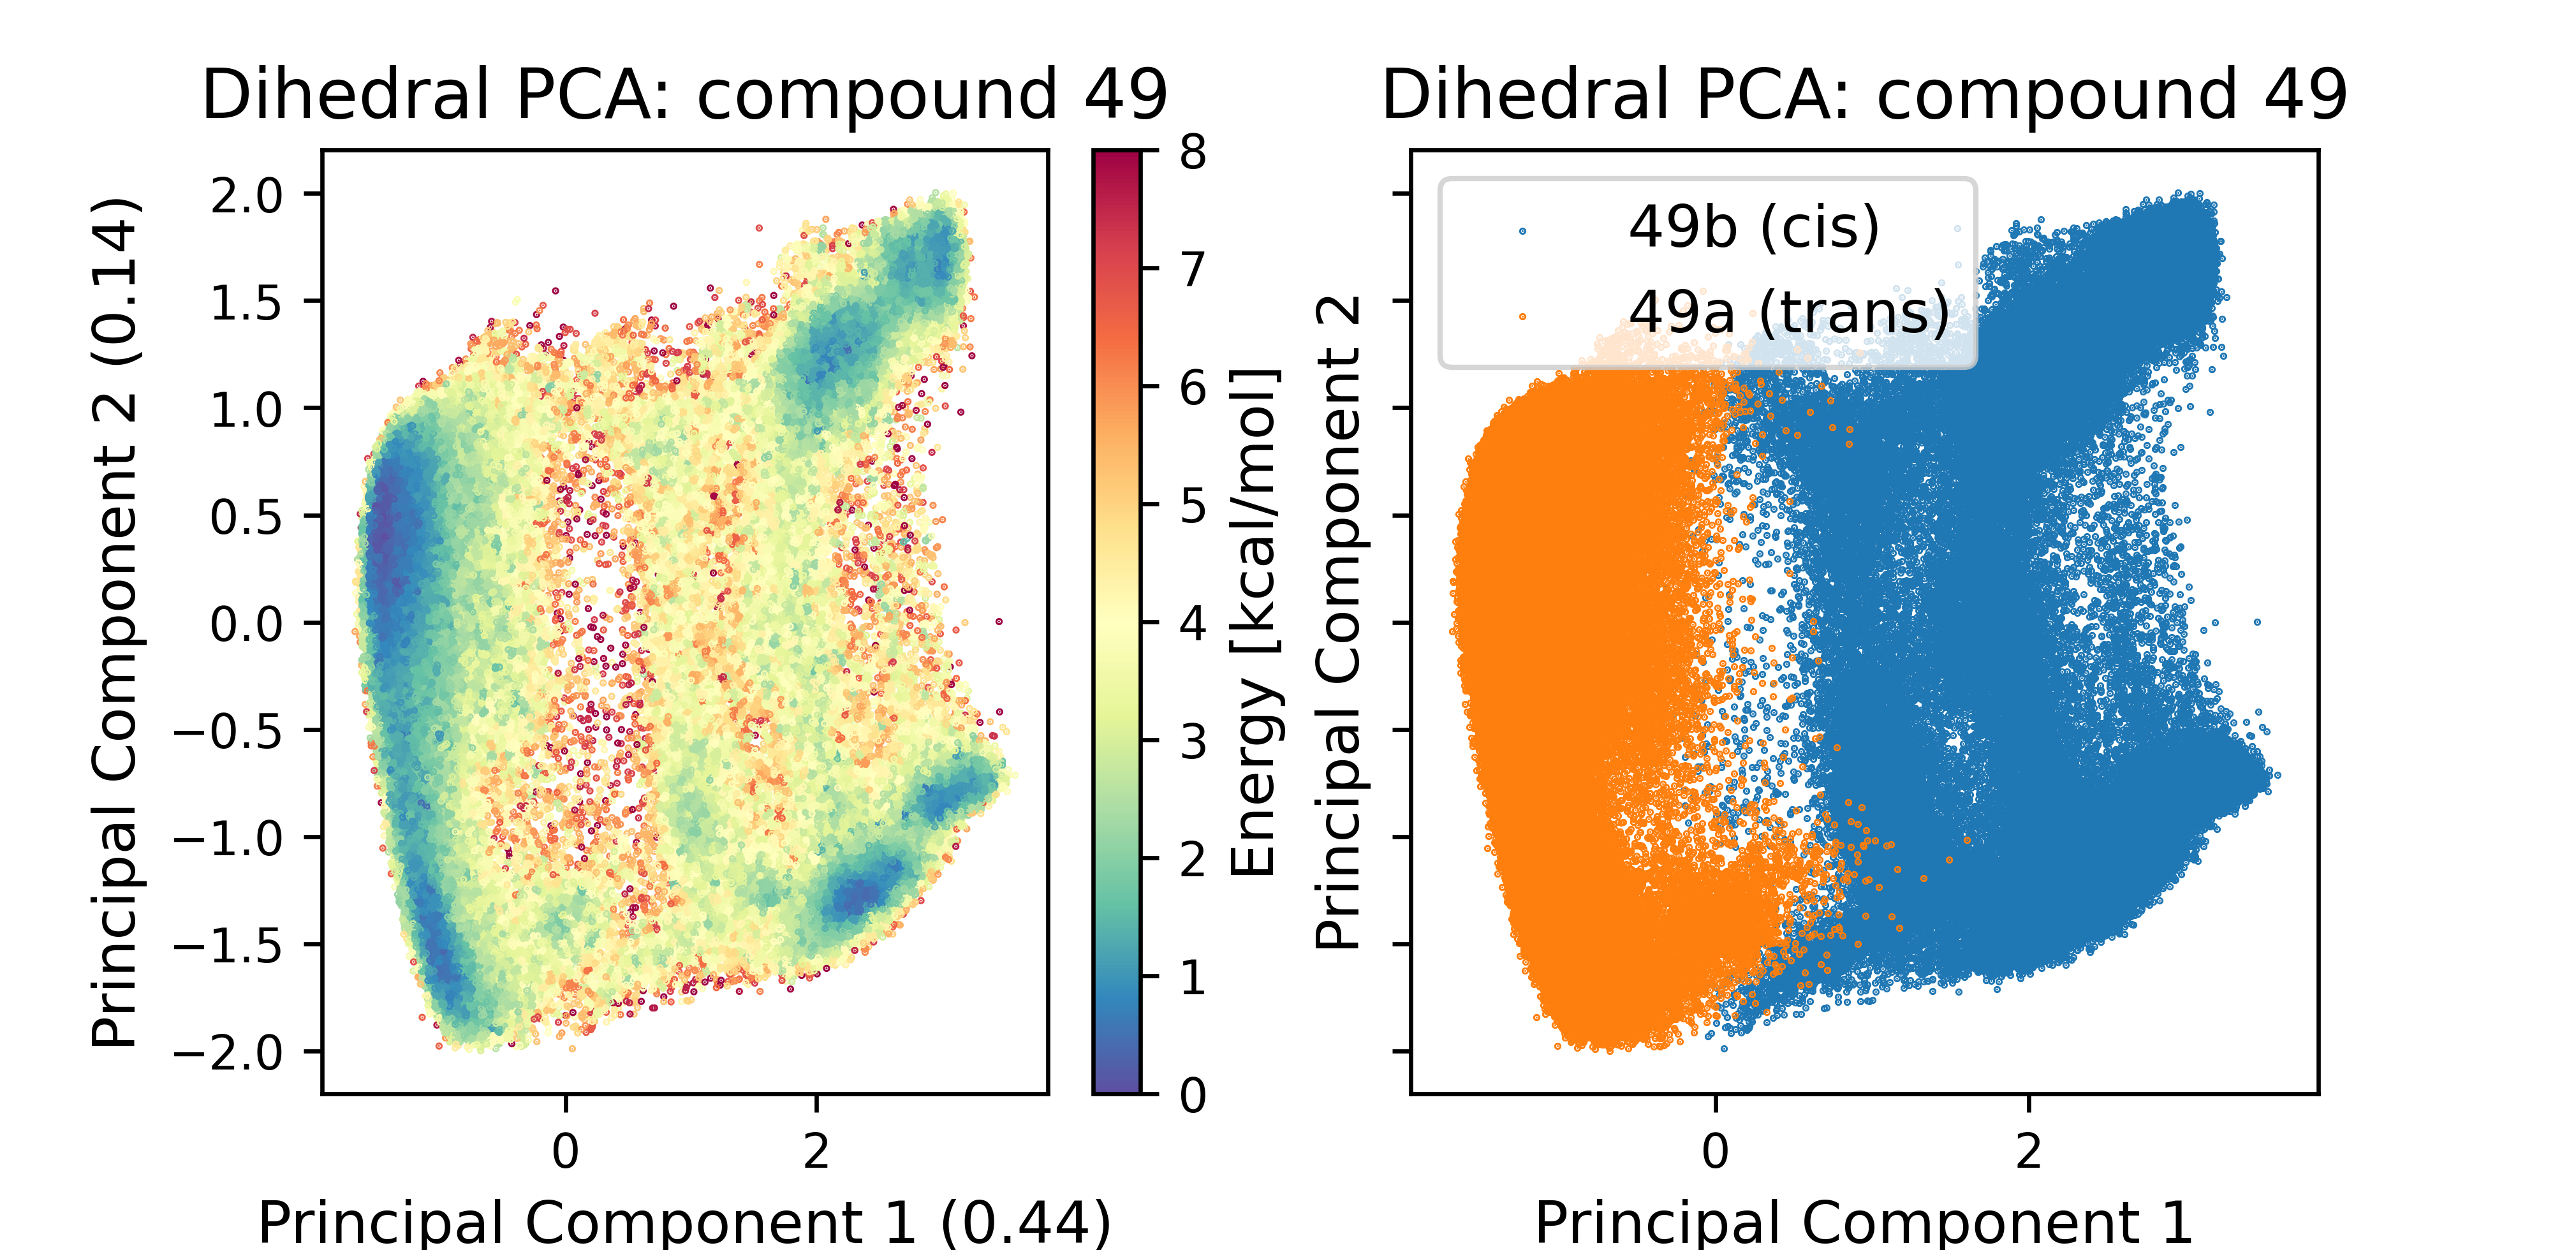 Dihedral PCA: compound 49
Principal Component 2 (0.14)
2.0
1.5
1.0
0.5
0.0
−0.5
−1.0
−1.5
−2.0
0
2
Principal Component 1 (0.44)
8
7
6
5
4
3
2
1
0
Energy [kcal/mol]
Dihedral PCA: compound 49
49b (cis)
49a (trans)
Principal Component 2
0
2
Principal Component 1